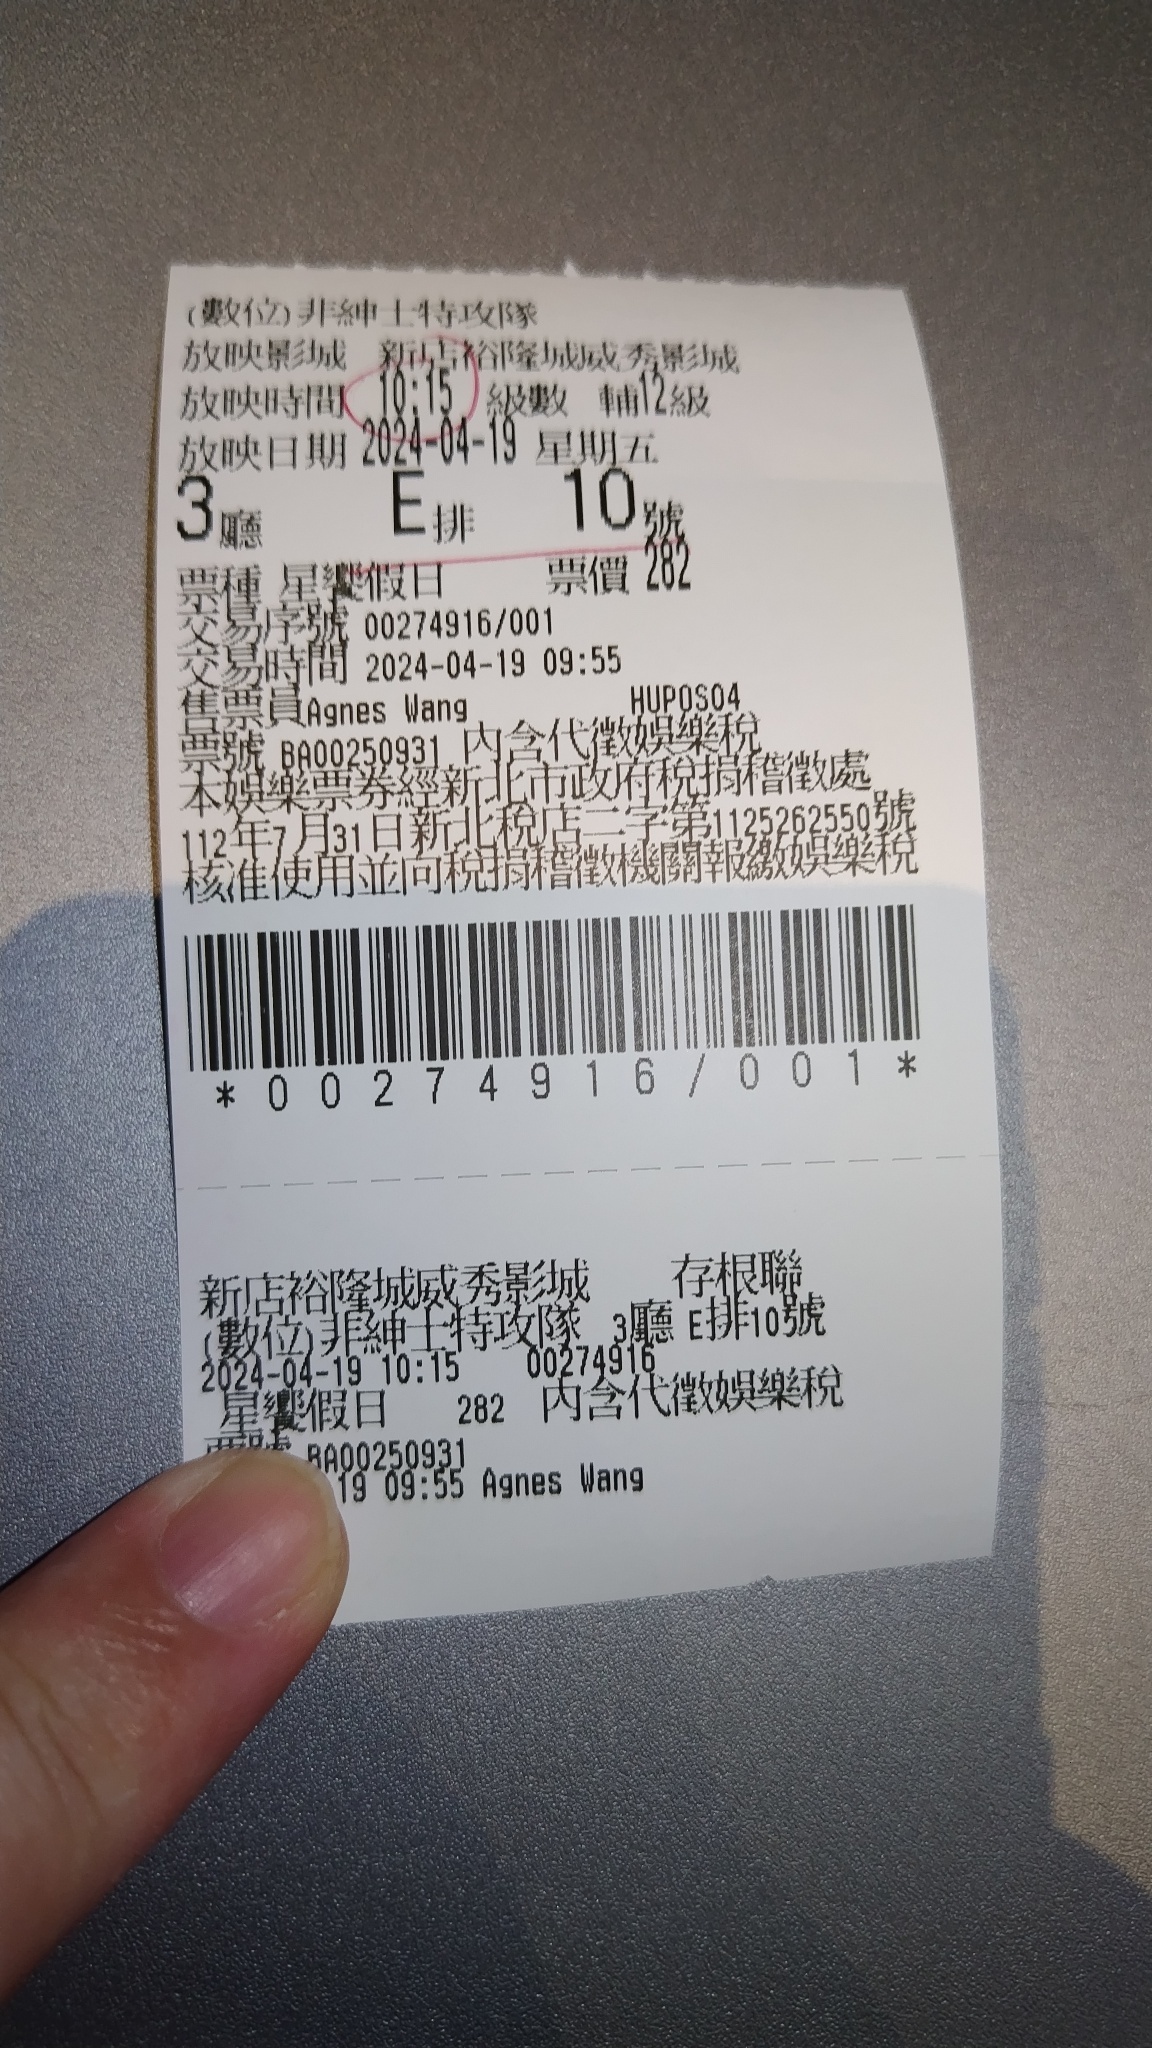 (數位)非紳士特攻隊
放映影城 新店裕隆城威秀影城
放映時間 10:15 級數 輔12級
放映日期 2024-04-19 星期五
3廳 E排 10號
票種 星饗假日 票價 282
交易序號 00274916/001
交易時間 2024-04-19 09:55
售票員Agnes Wang HUPOS04
票號 BA00250931 內含代徵娛樂稅
本娛樂票券經新北市政府稅捐稽徵處
112年7月31日新北稅店二字第1125262550號
核准使用並向稅捐稽徵機關報繳娛樂稅
*00274916/001*
新店裕隆城威秀影城 存根聯
(數位)非紳士特攻隊 3廳 E排10號
2024-04-19 10:15 00274916
星饗假日 282 內含代徵娛樂稅
票號 BA00250931
19 09:55 Agnes Wang